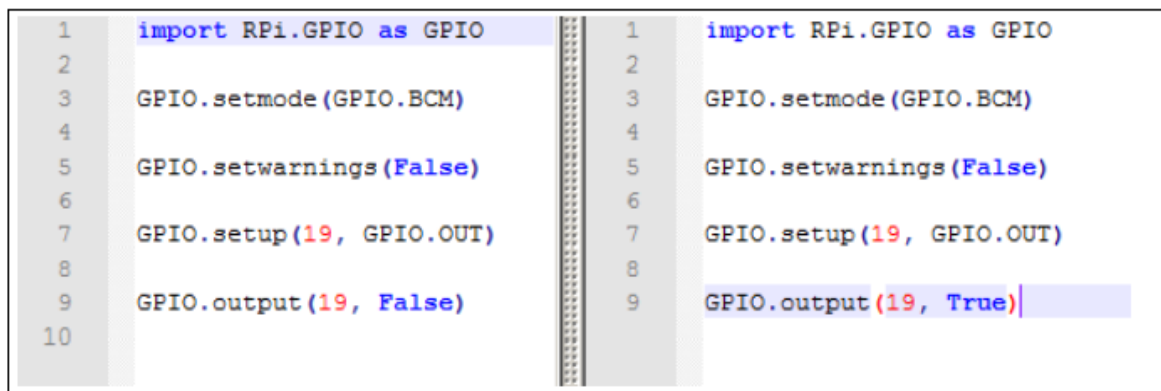 1 import RPi.GPIO as GPIO
2
3 GPIO.setmode(GPIO.BCM)
4
5 GPIO.setwarnings(False)
6
7 GPIO.setup(19, GPIO.OUT)
8
9 GPIO.output(19, False)
10
1 import RPi.GPIO as GPIO
2
3 GPIO.setmode(GPIO.BCM)
4
5 GPIO.setwarnings(False)
6
7 GPIO.setup(19, GPIO.OUT)
8
9 GPIO.output(19, True)